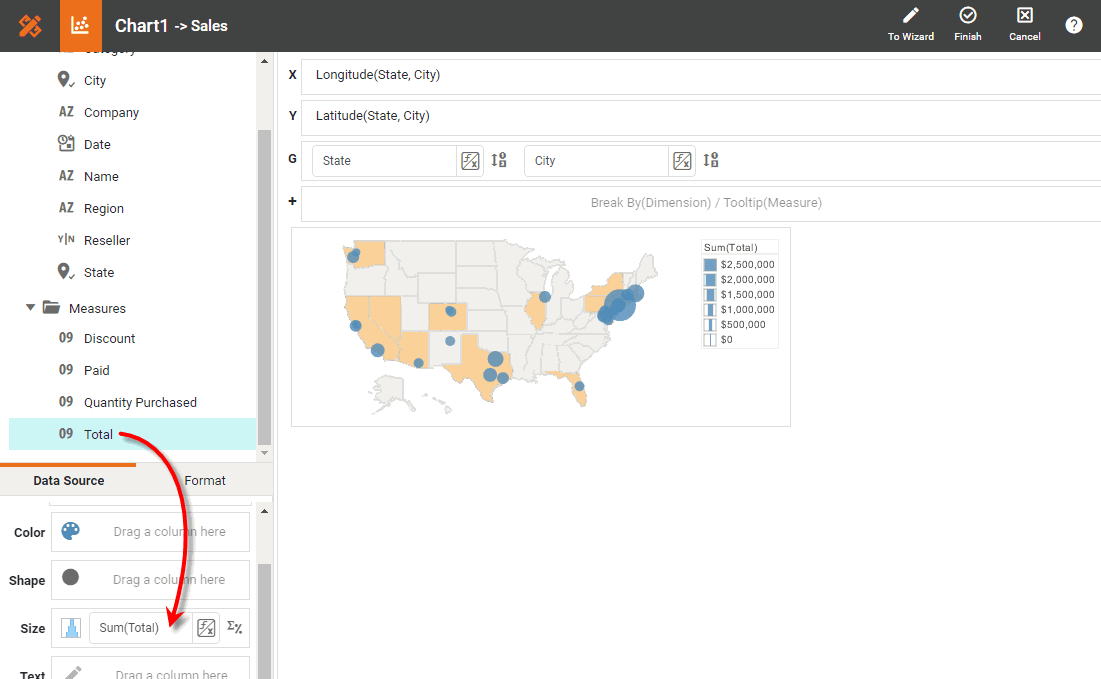 Chart1 -> Sales
To Wizard
Finish
Cancel
?
Category
City
AZ Company
Date
AZ Name
AZ Region
Y|N Reseller
State
Measures
09 Discount
09 Paid
09 Quantity Purchased
09 Total
Data Source
Format
Color
Drag a column here
Shape
Drag a column here
Size
Sum(Total)
Text
Drag a column here
X Longitude(State, City)
Y Latitude(State, City)
G State City
+ Break By(Dimension) / Tooltip(Measure)
Sum(Total)
$2,500,000
$2,000,000
$1,500,000
$1,000,000
$500,000
$0